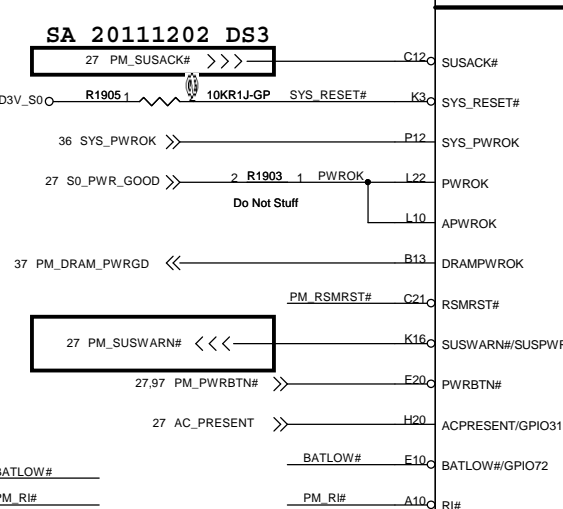 SA 20111202 DS3
27 PM_SUSACK# C12 SUSACK#
D3V_S0 R1905 1 2 10KR1J-GP SYS_RESET# K3 SYS_RESET#
36 SYS_PWROK P12 SYS_PWROK
27 S0_PWR_GOOD 2 R1903 1 PWROK L22 PWROK
Do Not Stuff
L10 APWROK
37 PM_DRAM_PWRGD B13 DRAMPWROK
PM_RSMRST# C21 RSMRST#
27 PM_SUSWARN# K16 SUSWARN#/SUSPWR
27,97 PM_PWRBTN# E20 PWRBTN#
27 AC_PRESENT H20 ACPRESENT/GPIO31
BATLOW# BATLOW# E10 BATLOW#/GPIO72
PM_RI# PM_RI# A10 RI#